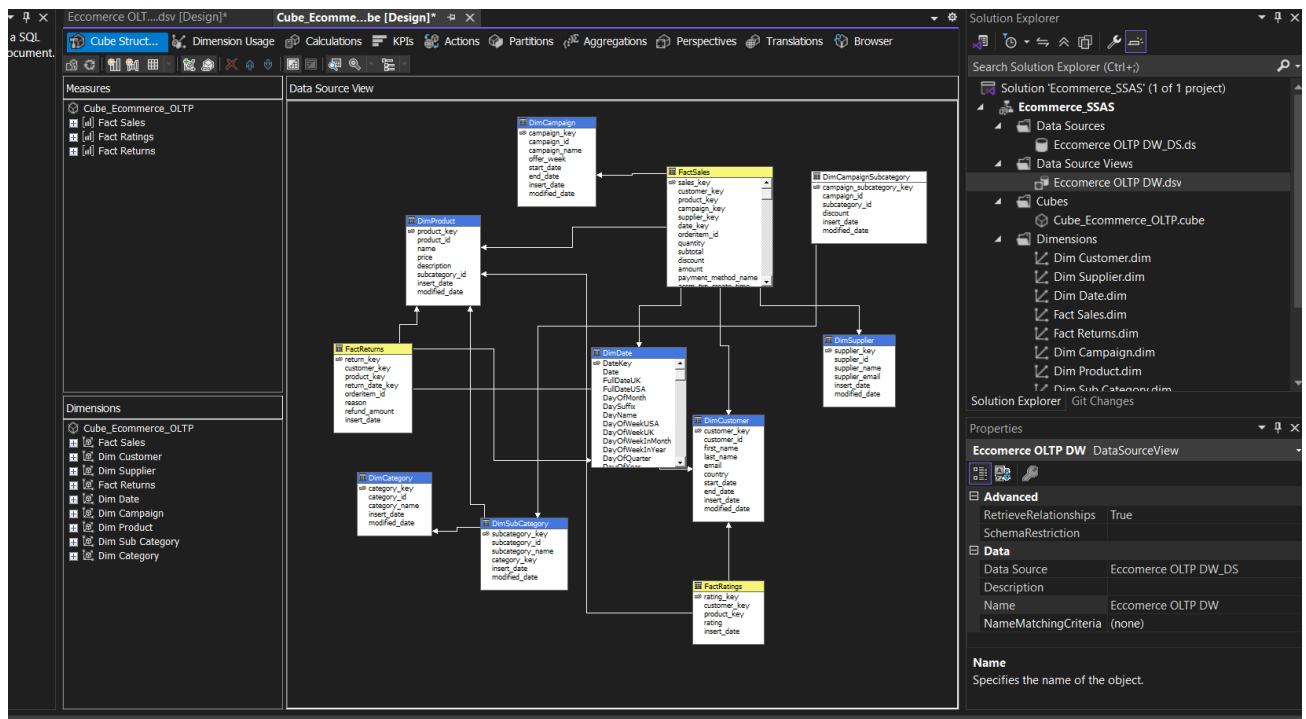 Eccomerce OLT....dsv [Design]*
Cube_Ecomme...be [Design]*
Solution Explorer
a SQL
ocument.
Cube Struct...
Dimension Usage
Calculations
KPIs
Actions
Partitions
Aggregations
Perspectives
Translations
Browser
Measures
Cube_Ecommerce_OLTP
Fact Sales
Fact Ratings
Fact Returns
Dimensions
Cube_Ecommerce_OLTP
Fact Sales
Dim Customer
Dim Supplier
Fact Returns
Dim Date
Dim Campaign
Dim Product
Dim Sub Category
Dim Category
Data Source View
DimCampaign
campaign_key
campaign_id
campaign_name
offer_week
start_date
end_date
insert_date
modified_date
FactSales
sales_key
customer_key
product_key
campaign_key
supplier_key
date_key
orderitem_id
quantity
subtotal
discount
amount
payment_method_name
DimCampaignSubcategory
campaign_subcategory_key
campaign_id
subcategory_id
discount
insert_date
modified_date
DimProduct
product_key
product_id
name
price
description
subcategory_id
insert_date
modified_date
FactReturns
return_key
customer_key
product_key
return_date_key
orderitem_id
reason
refund_amount
insert_date
DimDate
DateKey
Date
FullDateUK
FullDateUSA
DayOfMonth
DaySuffix
DayName
DayOfWeekUSA
DayOfWeekUK
DayOfWeekInMonth
DayOfWeekInYear
DayOfQuarter
DayOfYear
DimSupplier
supplier_key
supplier_id
supplier_name
supplier_email
insert_date
modified_date
DimCustomer
customer_key
customer_id
first_name
last_name
email
country
start_date
end_date
insert_date
modified_date
DimCategory
category_key
category_id
category_name
insert_date
modified_date
DimSubCategory
subcategory_key
subcategory_id
subcategory_name
category_key
insert_date
modified_date
FactRatings
rating_key
customer_key
product_key
rating
insert_date
Search Solution Explorer (Ctrl+;)
Solution 'Ecommerce_SSAS' (1 of 1 project)
Ecommerce_SSAS
Data Sources
Eccomerce OLTP DW_DS.ds
Data Source Views
Eccomerce OLTP DW.dsv
Cubes
Cube_Ecommerce_OLTP.cube
Dimensions
Dim Customer.dim
Dim Supplier.dim
Dim Date.dim
Fact Sales.dim
Fact Returns.dim
Dim Campaign.dim
Dim Product.dim
Dim Sub Category.dim
Solution Explorer
Git Changes
Properties
Eccomerce OLTP DW DataSourceView
Advanced
RetrieveRelationships True
SchemaRestriction
Data
Data Source Eccomerce OLTP DW_DS
Description
Name Eccomerce OLTP DW
NameMatchingCriteria (none)
Name
Specifies the name of the object.